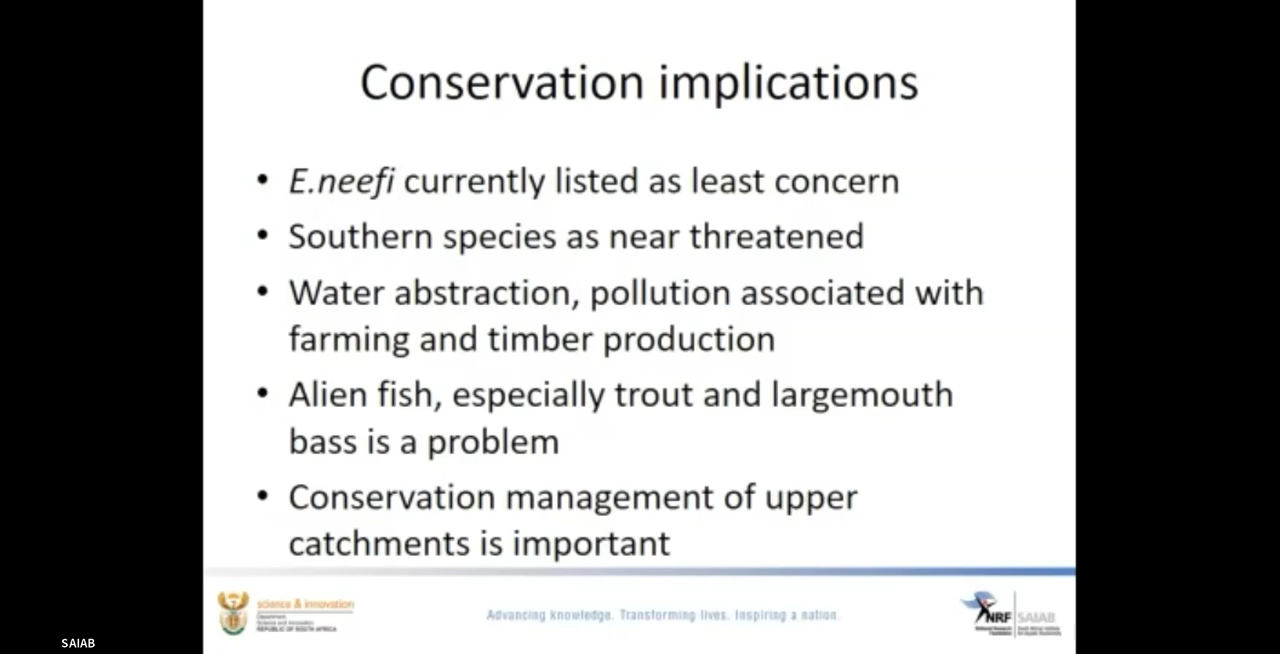 Conservation implications
• E.neefi currently listed as least concern
• Southern species as near threatened
• Water abstraction, pollution associated with
farming and timber production
• Alien fish, especially trout and largemouth
bass is a problem
• Conservation management of upper
catchments is important
science & innovation
Department:
Science and Innovation
REPUBLIC OF SOUTH AFRICA
Advancing knowledge. Transforming lives. Inspiring a nation.
NRF SAIAB
National Research
Foundation
SAIAB